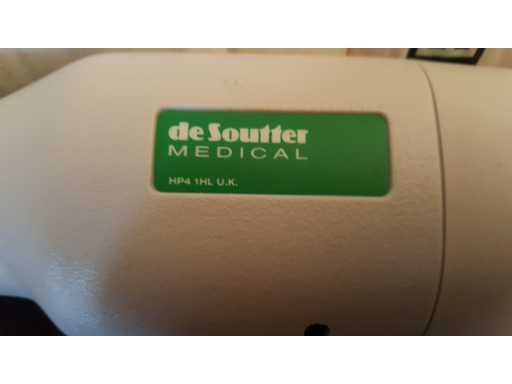 de Soutter
MEDICAL
HP4 1HL U.K.